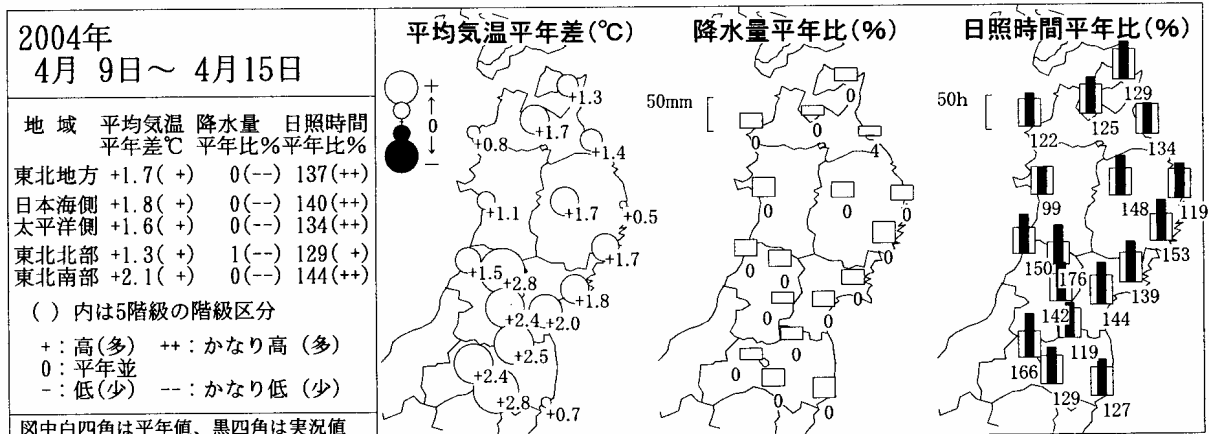 2004年
4月 9日～ 4月15日
地 域 平均気温 降水量 日照時間
平年差℃ 平年比% 平年比%
東北地方 +1.7( +) 0(--) 137(++)
日本海側 +1.8( +) 0(--) 140(++)
太平洋側 +1.6( +) 0(--) 134(++)
東北北部 +1.3( +) 1(--) 129( +)
東北南部 +2.1( +) 0(--) 144(++)
( ) 内は5階級の階級区分
+：高(多) ++：かなり高 (多)
0：平年並
-：低(少) --：かなり低 (少)
図中白四角は平年値、黒四角は実況値
平均気温平年差(℃)
+
↑
0
↓
-
+1.3
+1.7
+0.8
+1.4
+1.1
+1.7
+0.5
+1.7
+1.5
+2.8
+1.8
+2.4
+2.0
+2.5
+2.4
+2.8
+0.7
降水量平年比(%)
50mm
0
0
0
4
0
0
0
0
0
0
0
0
0
0
0
0
0
日照時間平年比(%)
50h
129
125
122
134
99
148
119
153
150
176
139
142
144
119
166
129
127